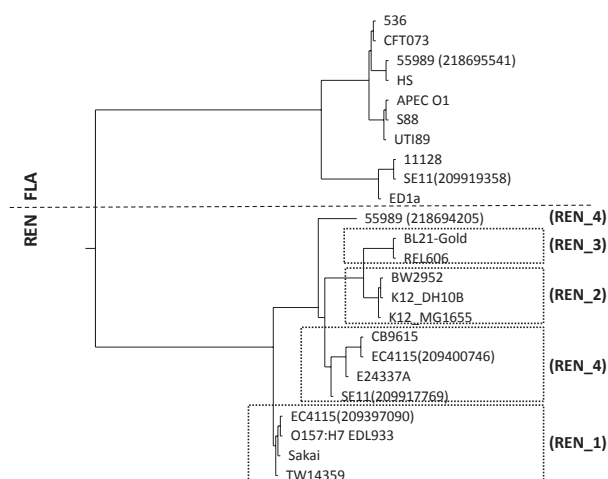 536
CFT073
55989 (218695541)
HS
APEC O1
S88
UTI89
11128
SE11(209919358)
ED1a
FLA
REN
55989 (218694205) (REN_4)
BL21-Gold
REL606
(REN_3)
BW2952
K12_DH10B
K12_MG1655
(REN_2)
CB9615
EC4115(209400746)
E24337A
SE11(209917769)
(REN_4)
EC4115(209397090)
O157:H7 EDL933
Sakai
TW14359
(REN_1)